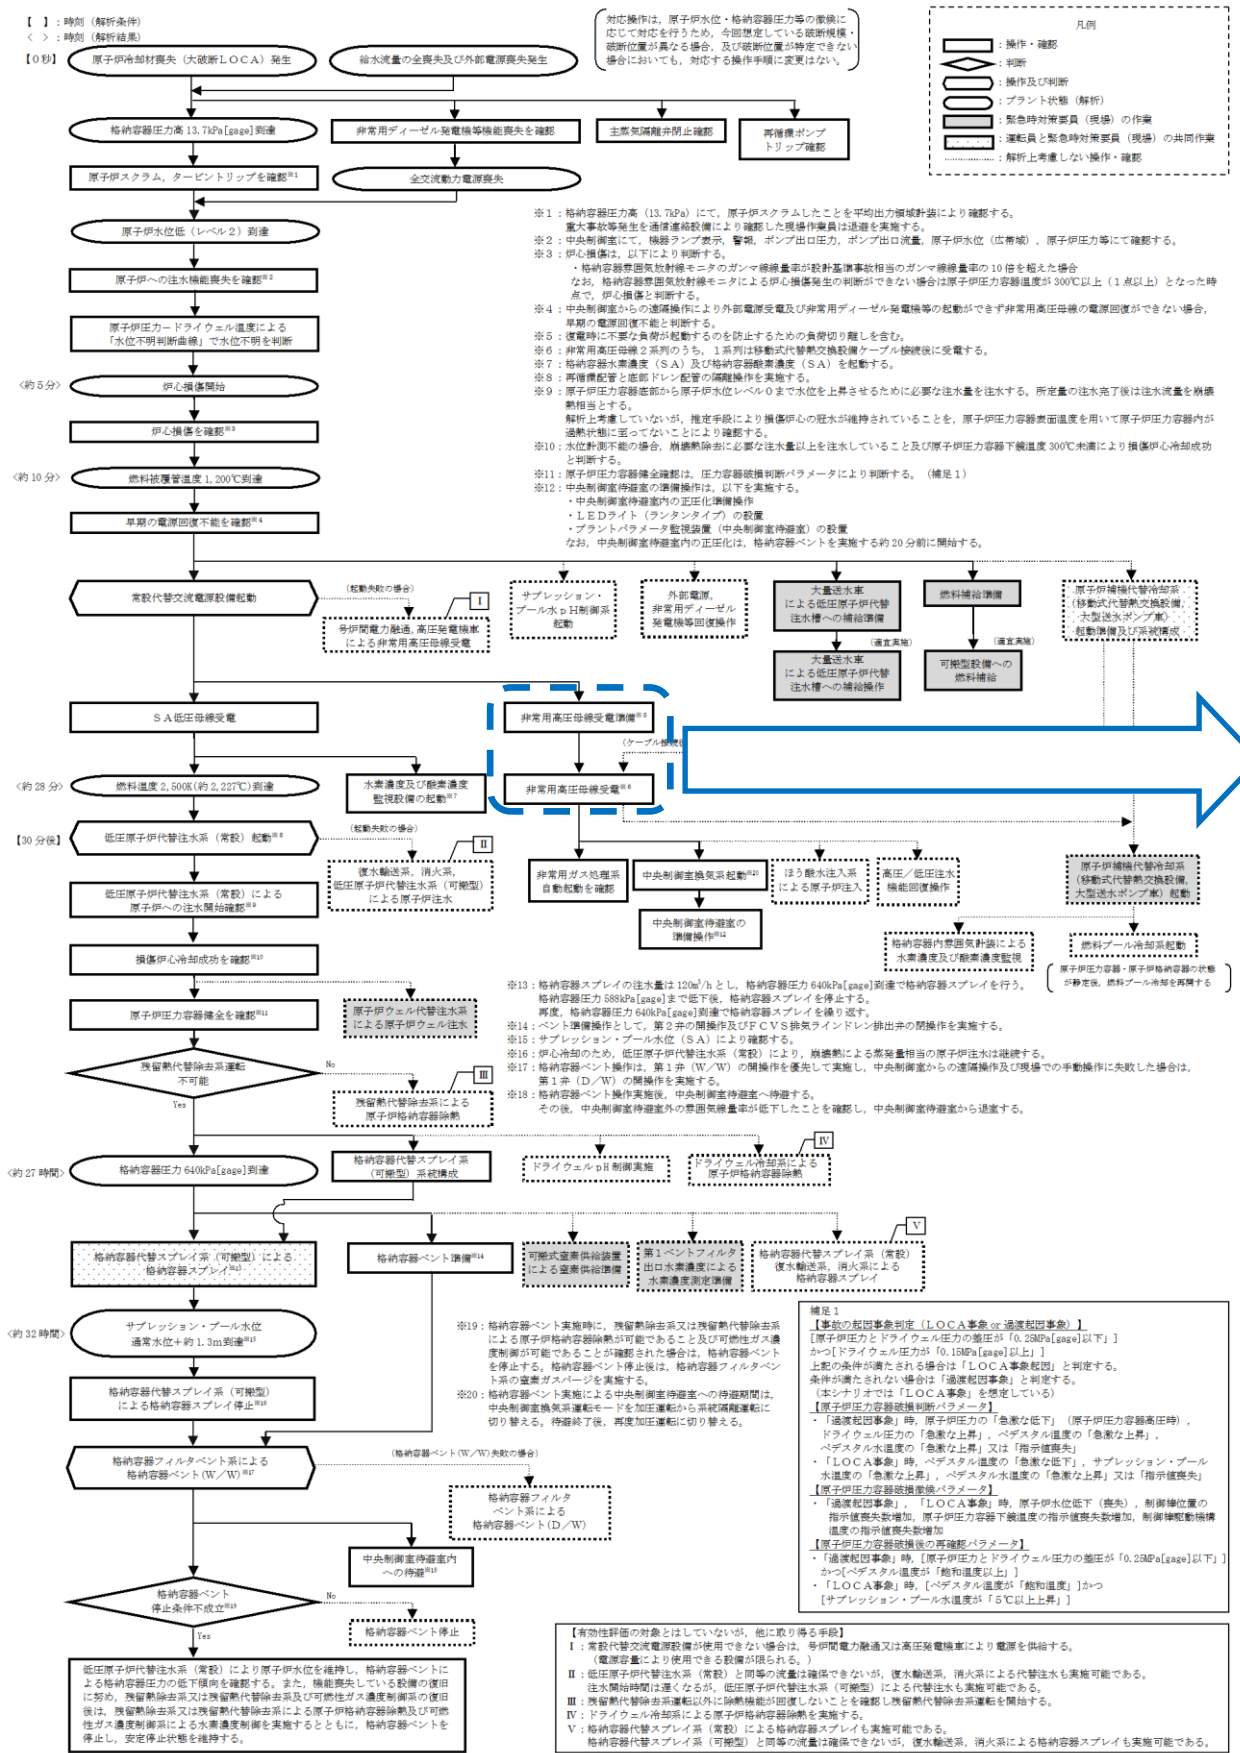 【　】：時刻（解析条件）
＜　＞：時刻（解析結果）
対応操作は，原子炉水位・格納容器圧力等の徴候に
応じて対応を行うため，今回想定している破断規模・
破断位置が異なる場合，及び破断位置が特定できない
場合においても，対応する操作手順に変更はない。
凡例
：操作・確認
：判断
：操作及び判断
：プラント状態（解析）
：緊急時対策要員（現場）の作業
：運転員と緊急時対策要員（現場）の共同作業
：解析上考慮しない操作・確認
【0秒】
原子炉冷却材喪失（大破断ＬＯＣＡ）発生
給水流量の全喪失及び外部電源喪失発生
格納容器圧力高 13.7kPa[gage]到達
非常用ディーゼル発電機等機能喪失を確認
主蒸気隔離弁閉止確認
再循環ポンプ
トリップ確認
原子炉スクラム，タービントリップを確認※1
全交流動力電源喪失
原子炉水位低（レベル２）到達
原子炉への注水機能喪失を確認※2
原子炉圧力－ドライウェル温度による
「水位不明判断曲線」で水位不明を判断
＜約５分＞
炉心損傷開始
炉心損傷を確認※3
＜約10分＞
燃料被覆管温度 1,200℃到達
早期の電源回復不能を確認※4
※１：格納容器圧力高（13.7kPa）にて，原子炉スクラムしたことを平均出力領域計装により確認する。
重大事故等発生を通信連絡設備により確認した現場作業員は退避を実施する。
※２：中央制御室にて，機器ランプ表示，警報，ポンプ出口圧力，ポンプ出口流量，原子炉水位（広帯域），原子炉圧力等にて確認する。
※３：炉心損傷は，以下により判断する。
・格納容器雰囲気放射線モニタのガンマ線線量率が設計基準事故相当のガンマ線線量率の10倍を超えた場合
なお，格納容器雰囲気放射線モニタによる炉心損傷発生の判断ができない場合は原子炉圧力容器温度が300℃以上（１点以上）となった時
点で，炉心損傷と判断する。
※４：中央制御室からの遠隔操作により外部電源受電及び非常用ディーゼル発電機等の起動ができず非常用高圧母線の電源回復ができない場合，
早期の電源回復不能と判断する。
※５：復電時に不要な負荷が起動するのを防止するための負荷切り離しを含む。
※６：非常用高圧母線２系列のうち，１系列は移動式代替熱交換設備ケーブル接続後に受電する。
※７：格納容器水素濃度（ＳＡ）及び格納容器酸素濃度（ＳＡ）を起動する。
※８：再循環配管と底部ドレン配管の隔離操作を実施する。
※９：原子炉圧力容器底部から原子炉水位レベル０まで水位を上昇させるために必要な注水量を注水する。所定量の注水完了後は注水流量を崩壊
熱相当とする。
解析上考慮していないが，推定手段により損傷炉心の冠水が維持されていることを，原子炉圧力容器表面温度を用いて原子炉圧力容器内が
過熱状態に至ってないことにより確認する。
※10：水位計測不能の場合，崩壊熱除去に必要な注水量以上を注水していること及び原子炉圧力容器下鏡温度300℃未満により損傷炉心冷却成功
と判断する。
※11：原子炉圧力容器健全確認は，圧力容器破損判断パラメータにより判断する。（補足１）
※12：中央制御室待避室の準備操作は，以下を実施する。
・中央制御室待避室内の正圧化準備操作
・ＬＥＤライト（ランタンタイプ）の設置
・プラントパラメータ監視装置（中央制御室待避室）の設置
なお，中央制御室待避室内の正圧化は，格納容器ベントを実施する約20分前に開始する。
常設代替交流電源設備起動
（起動失敗の場合）
Ⅰ
号炉間電力融通，高圧発電機車
による非常用高圧母線受電
サプレッション・
プール水ｐＨ制御系
起動
外部電源，
非常用ディーゼル
発電機等回復操作
大量送水車
による低圧原子炉代替
注水槽への補給準備
燃料補給準備
原子炉補機代替冷却系
（移動式代替熱交換設備，
大型送水ポンプ車）
起動準備及び系統構成
（適宜実施）
（適宜実施）
大量送水車
による低圧原子炉代替
注水槽への補給操作
可搬型設備への
燃料補給
ＳＡ低圧母線受電
非常用高圧母線受電準備※5
（ケーブル接続後
＜約28分＞
燃料温度 2,500K(約 2,227℃)到達
水素濃度及び酸素濃度
監視設備の起動※7
非常用高圧母線受電※6
【30分後】
低圧原子炉代替注水系（常設）起動※8
（起動失敗の場合）
Ⅱ
復水輸送系，消火系，
低圧原子炉代替注水系（可搬型）
による原子炉注水
非常用ガス処理系
自動起動を確認
中央制御室換気系起動※20
ほう酸水注入系
による原子炉注入
高圧／低圧注水
機能回復操作
原子炉補機代替冷却系
（移動式代替熱交換設備，
大型送水ポンプ車）起動
低圧原子炉代替注水系（常設）による
原子炉への注水開始確認※9
中央制御室待避室の
準備操作※12
格納容器内雰囲気計装による
水素濃度及び酸素濃度監視
燃料プール冷却系起動
損傷炉心冷却成功を確認※10
原子炉圧力容器・原子炉格納容器の状態
が静定後，燃料プール冷却を再開する
原子炉圧力容器健全を確認※11
原子炉ウェル代替注水系
による原子炉ウェル注水
※13：格納容器スプレイの注水量は120m³/hとし，格納容器圧力640kPa[gage]到達で格納容器スプレイを行う。
格納容器圧力588kPa[gage]まで低下後，格納容器スプレイを停止する。
再度，格納容器圧力640kPa[gage]到達で格納容器スプレイを繰り返す。
※14：ベント準備操作として，第２弁の開操作及びＦＣＶＳ排気ラインドレン排出弁の閉操作を実施する。
※15：サプレッション・プール水位（ＳＡ）により確認する。
※16：炉心冷却のため，低圧原子炉代替注水系（常設）により，崩壊熱による蒸発量相当の原子炉注水は継続する。
※17：格納容器ベント操作は，第１弁（Ｗ／Ｗ）の開操作を優先して実施し，中央制御室からの遠隔操作及び現場での手動操作に失敗した場合は，
第１弁（Ｄ／Ｗ）の開操作を実施する。
※18：格納容器ベント操作実施後，中央制御室待避室へ待避する。
その後，中央制御室待避室外の雰囲気線量率が低下したことを確認し，中央制御室待避室から退室する。
残留熱代替除去系運転
不可能
No
Yes
Ⅲ
残留熱代替除去系による
原子炉格納容器除熱
＜約27時間＞
格納容器圧力 640kPa[gage]到達
格納容器代替スプレイ系
（可搬型）系統構成
ドライウェルｐＨ制御実施
Ⅳ
ドライウェル冷却系による
原子炉格納容器除熱
格納容器代替スプレイ系（可搬型）による
格納容器スプレイ※13
格納容器ベント準備※14
可搬式窒素供給装置
による窒素供給準備
第１ベントフィルタ
出口水素濃度による
水素濃度測定準備
Ⅴ
格納容器代替スプレイ系（常設）
復水輸送系，消火系による
格納容器スプレイ
＜約32時間＞
サプレッション・プール水位
通常水位＋約 1.3m到達※15
格納容器代替スプレイ系（可搬型）
による格納容器スプレイ停止※16
※19：格納容器ベント実施時に，残留熱除去系又は残留熱代替除去系
による原子炉格納容器除熱が可能であること及び可燃性ガス濃
度制御が可能であることが確認された場合は，格納容器ベント
を停止する。格納容器ベント停止後は，格納容器フィルタベン
ト系の窒素ガスパージを実施する。
※20：格納容器ベント実施による中央制御室待避室への待避期間は，
中央制御室換気系運転モードを加圧運転から系統隔離運転に
切り替える。待避終了後，再度加圧運転に切り替える。
格納容器フィルタベント系による
格納容器ベント(Ｗ／Ｗ)※17
（格納容器ベント(Ｗ／Ｗ)失敗の場合）
格納容器フィルタ
ベント系による
格納容器ベント(Ｄ／Ｗ)
中央制御室待避室内
への待避※18
格納容器ベント
停止条件不成立※19
No
Yes
格納容器ベント停止
低圧原子炉代替注水系（常設）により原子炉水位を維持し，格納容器ベントに
よる格納容器圧力の低下傾向を確認する。また，機能喪失している設備の復旧
に努め，残留熱除去系又は残留熱代替除去系及び可燃性ガス濃度制御系の復旧
後は，残留熱除去系又は残留熱代替除去系による原子炉格納容器除熱及び可燃
性ガス濃度制御系による水素濃度制御を実施するとともに，格納容器ベントを
停止し，安定停止状態を維持する。
補足１
【事故の起因事象判定（ＬＯＣＡ事象 or 過渡起因事象）】
[原子炉圧力とドライウェル圧力の差圧が「0.25MPa[gage]以下」]
かつ[ドライウェル圧力が「0.15MPa[gage]以上」]
上記の条件が満たされる場合は「ＬＯＣＡ事象起因」と判定する。
条件が満たされない場合は「過渡起因事象」と判定する。
（本シナリオでは「ＬＯＣＡ事象」を想定している）
【原子炉圧力容器破損判断パラメータ】
・「過渡起因事象」時，原子炉圧力の「急激な低下」（原子炉圧力容器高圧時），
ドライウェル圧力の「急激な上昇」，ペデスタル温度の「急激な上昇」，
ペデスタル水温度の「急激な上昇」又は「指示値喪失」
・「ＬＯＣＡ事象」時，ペデスタル温度の「急激な低下」，サプレッション・プール
水温度の「急激な上昇」，ペデスタル水温度の「急激な上昇」又は「指示値喪失」
【原子炉圧力容器破損徴候パラメータ】
・「過渡起因事象」，「ＬＯＣＡ事象」時，原子炉水位低下（喪失），制御棒位置の
指示値喪失数増加，原子炉圧力容器下鏡温度の指示値喪失数増加，制御棒駆動機構
温度の指示値喪失数増加
【原子炉圧力容器破損後の再確認パラメータ】
・「過渡起因事象」時，[原子炉圧力とドライウェル圧力の差圧が「0.25MPa[gage]以下」]
かつ[ペデスタル温度が「飽和温度以上」]
・「ＬＯＣＡ事象」時，[ペデスタル温度が「飽和温度」]かつ
[サプレッション・プール水温度が「５℃以上上昇」]
【有効性評価の対象とはしていないが，他に取り得る手段】
Ⅰ：常設代替交流電源設備が使用できない場合は，号炉間電力融通又は高圧発電機車により電源を供給する。
（電源容量により使用できる設備が限られる。）
Ⅱ：低圧原子炉代替注水系（常設）と同等の流量は確保できないが，復水輸送系，消火系による代替注水も実施可能である。
注水開始時間は遅くなるが，低圧原子炉代替注水系（可搬型）による代替注水も実施可能である。
Ⅲ：残留熱代替除去系運転以外に除熱機能が回復しないことを確認し残留熱代替除去系運転を開始する。
Ⅳ：ドライウェル冷却系による原子炉格納容器除熱を実施する。
Ⅴ：格納容器代替スプレイ系（常設）による格納容器スプレイも実施可能である。
格納容器代替スプレイ系（可搬型）と同等の流量は確保できないが，復水輸送系，消火系による格納容器スプレイも実施可能である。